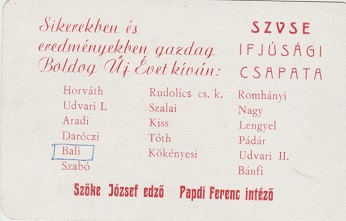 Sikerekben és
eredményekben gazdag
Boldog Új Évet kíván:
SZVSE
IFJÚSÁGI
CSAPATA
Horváth
Udvari I.
Aradi
Daróczi
Bali
Szabó
Rudolics cs. k.
Szalai
Kiss
Tóth
Kökényesi
Romhányi
Nagy
Lengyel
Pádár
Udvari II.
Bánfi
Szőke József edző Papdi Ferenc intéző